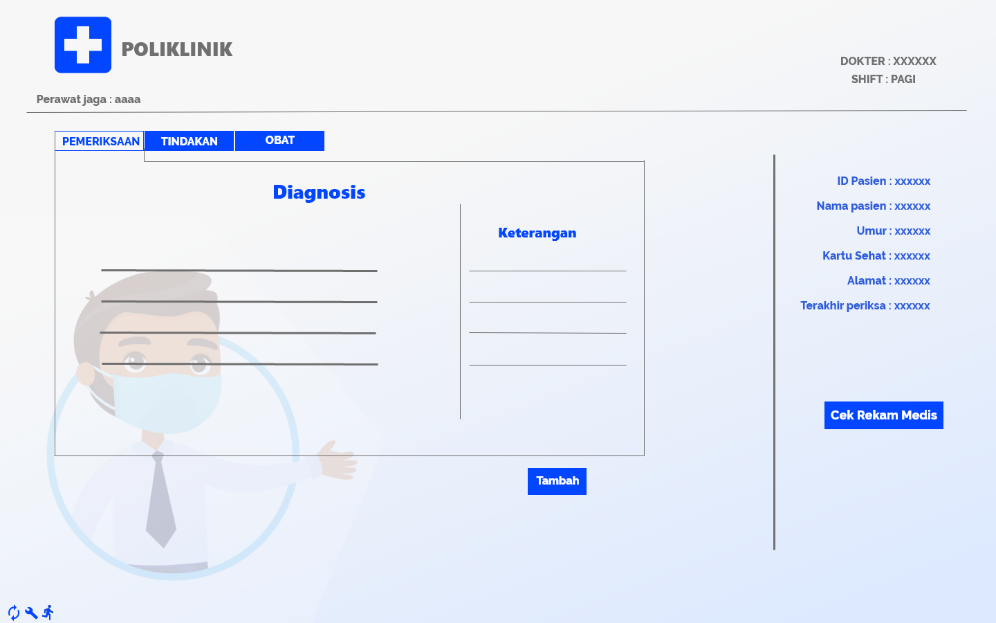 POLIKLINIK
DOKTER : XXXXXX
SHIFT : PAGI
Perawat jaga : aaaa
PEMERIKSAAN
TINDAKAN
OBAT
Diagnosis
Keterangan
Tambah
ID Pasien : xxxxxx
Nama pasien : xxxxxx
Umur : xxxxxx
Kartu Sehat : xxxxxx
Alamat : xxxxxx
Terakhir periksa : xxxxxx
Cek Rekam Medis